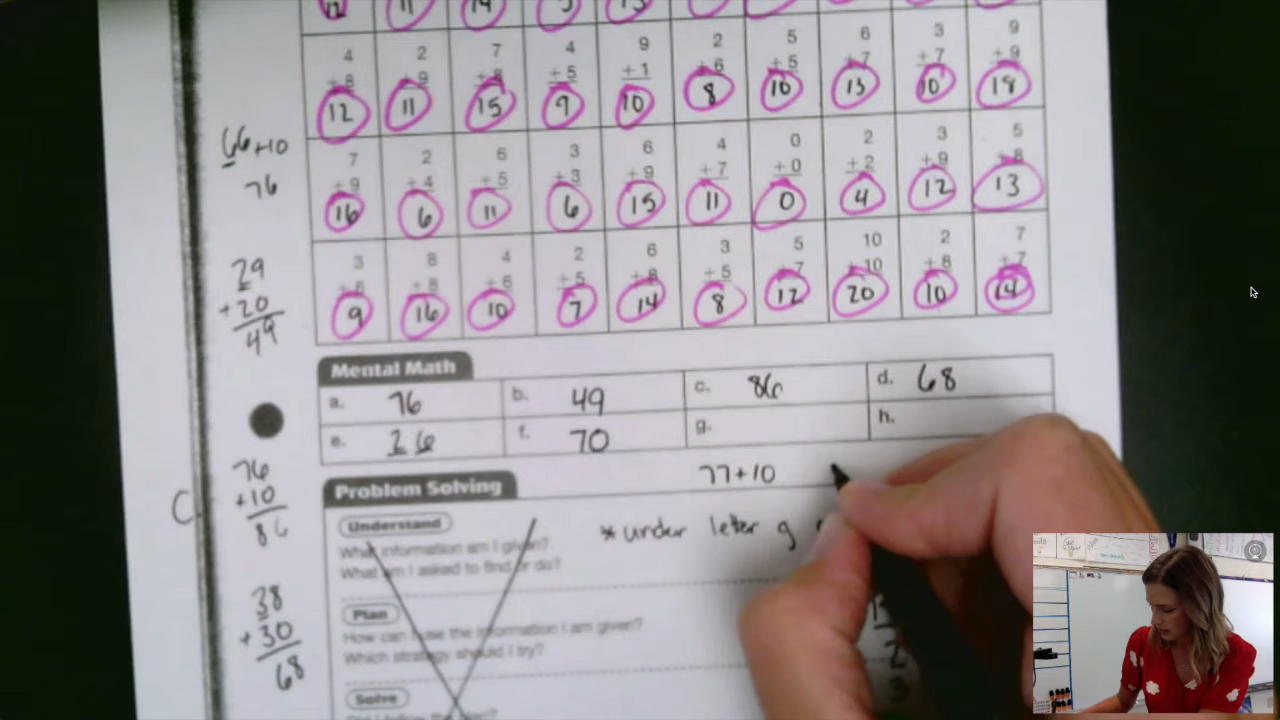 12 11 14
4 2 7 4 9 2 5 6 3 9
+8 +9 +8 +5 +1 +6 +5 +7 +7 +9
12 11 15 9 10 8 10 13 10 18
66+10
76
7 2 6 3 6 4 0 2 3 5
+9 +4 +5 +3 +9 +7 +0 +2 +9 +8
16 6 11 6 15 11 0 4 12 13
29
+20
49
3 8 4 2 6 3 5 10 2 7
+6 +8 +6 +5 +8 +5 +7 +10 +8 +7
9 16 10 7 14 8 12 20 10 14
Mental Math
a. 76 b. 49 c. 86 d. 68
e. 26 f. 70 g. h.
76
C +10
86
77+10
Problem Solving
Understand
* under letter g
What information am I given?
What am I asked to find or do?
38
+30
68
Plan
How can I use the information I am given?
Which strategy should I try?
Solve